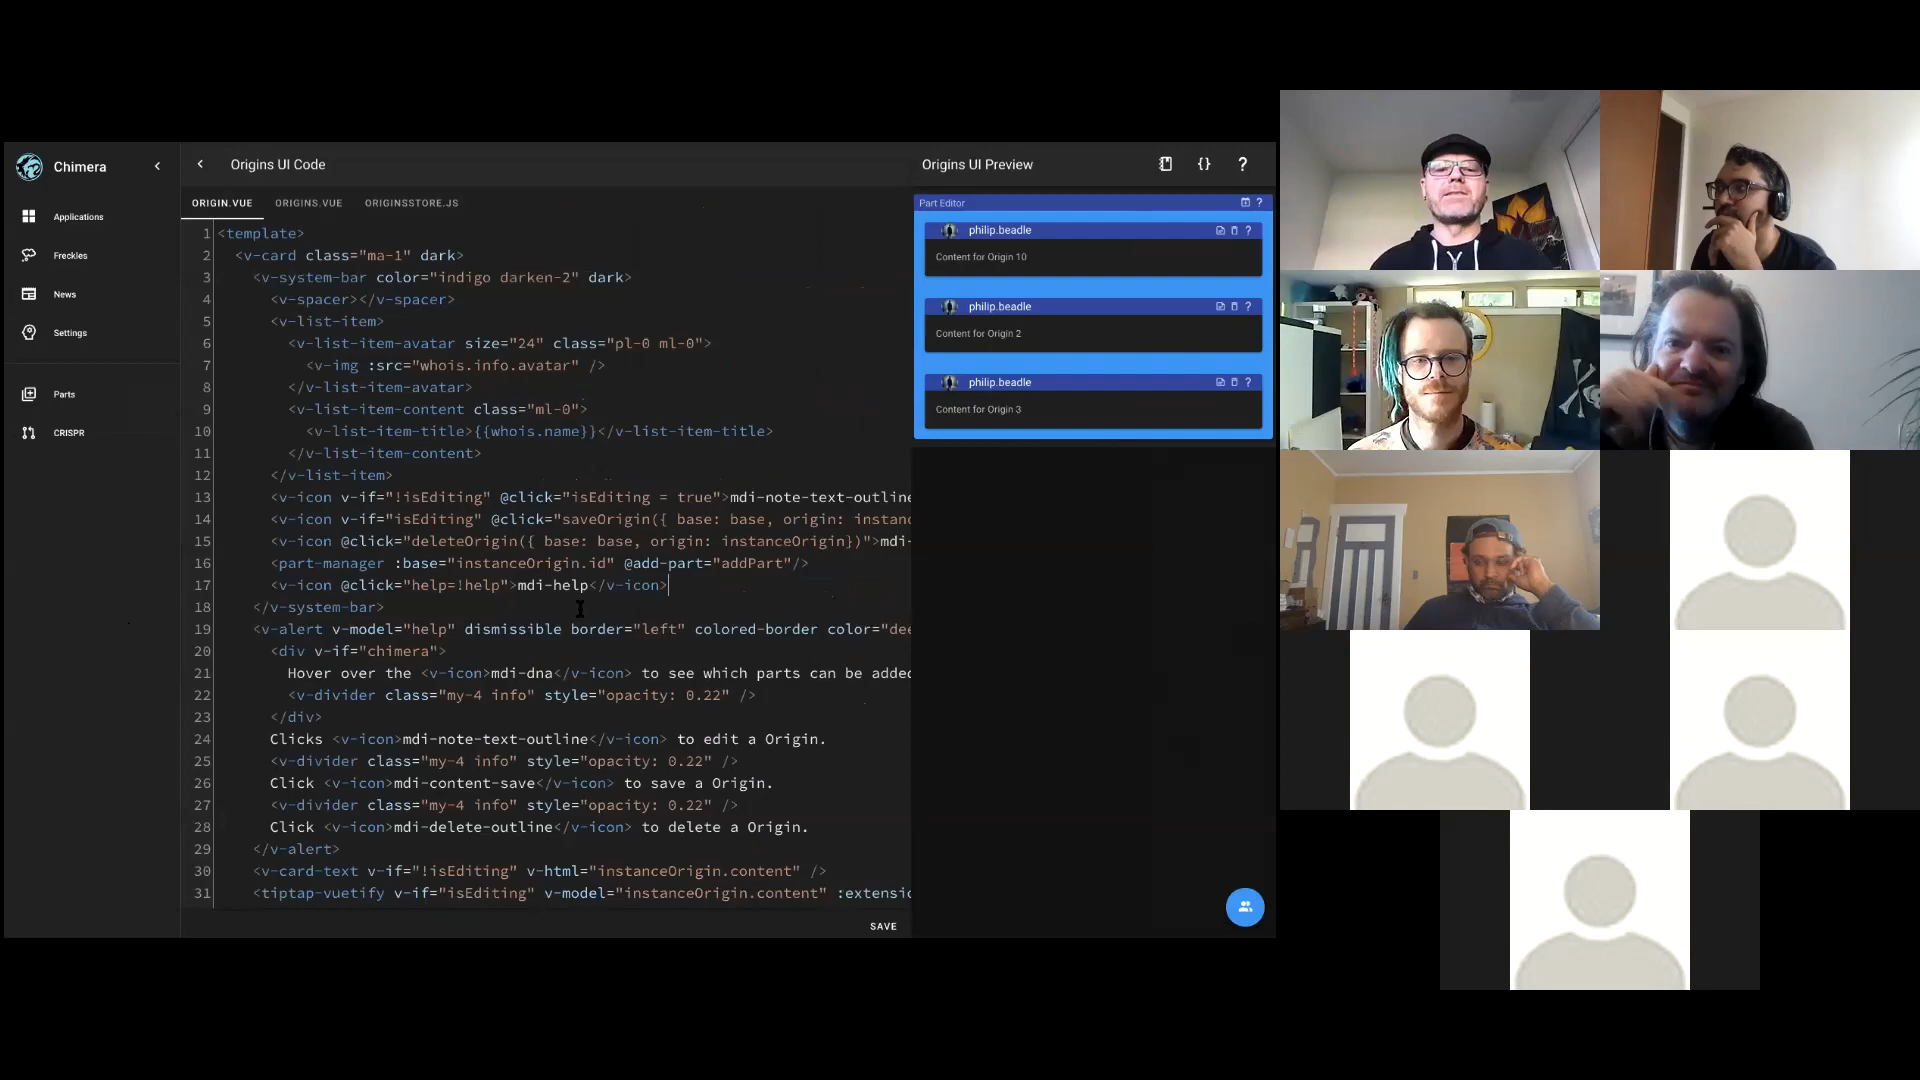 Chimera
Applications
Freckles
News
Settings
Parts
CRISPR
Origins UI Code
ORIGIN.VUE
ORIGINS.VUE
ORIGINSSTORE.JS
1 <template>
2 <v-card class="ma-1" dark>
3 <v-system-bar color="indigo darken-2" dark>
4 <v-spacer></v-spacer>
5 <v-list-item>
6 <v-list-item-avatar size="24" class="pl-0 ml-0">
7 <v-img :src="whois.info.avatar" />
8 </v-list-item-avatar>
9 <v-list-item-content class="ml-0">
10 <v-list-item-title>{{whois.name}}</v-list-item-title>
11 </v-list-item-content>
12 </v-list-item>
13 <v-icon v-if="!isEditing" @click="isEditing = true">mdi-note-text-outline
14 <v-icon v-if="isEditing" @click="saveOrigin({ base: base, origin: instanc
15 <v-icon @click="deleteOrigin({ base: base, origin: instanceOrigin})">mdi-
16 <part-manager :base="instanceOrigin.id" @add-part="addPart"/>
17 <v-icon @click="help=!help">mdi-help</v-icon>
18 </v-system-bar>
19 <v-alert v-model="help" dismissible border="left" colored-border color="dee
20 <div v-if="chimera">
21 Hover over the <v-icon>mdi-dna</v-icon> to see which parts can be added
22 <v-divider class="my-4 info" style="opacity: 0.22" />
23 </div>
24 Clicks <v-icon>mdi-note-text-outline</v-icon> to edit a Origin.
25 <v-divider class="my-4 info" style="opacity: 0.22" />
26 Click <v-icon>mdi-content-save</v-icon> to save a Origin.
27 <v-divider class="my-4 info" style="opacity: 0.22" />
28 Click <v-icon>mdi-delete-outline</v-icon> to delete a Origin.
29 </v-alert>
30 <v-card-text v-if="!isEditing" v-html="instanceOrigin.content" />
31 <tiptap-vuetify v-if="isEditing" v-model="instanceOrigin.content" :extensio
SAVE
Origins UI Preview
Part Editor
philip.beadle
Content for Origin 10
philip.beadle
Content for Origin 2
philip.beadle
Content for Origin 3